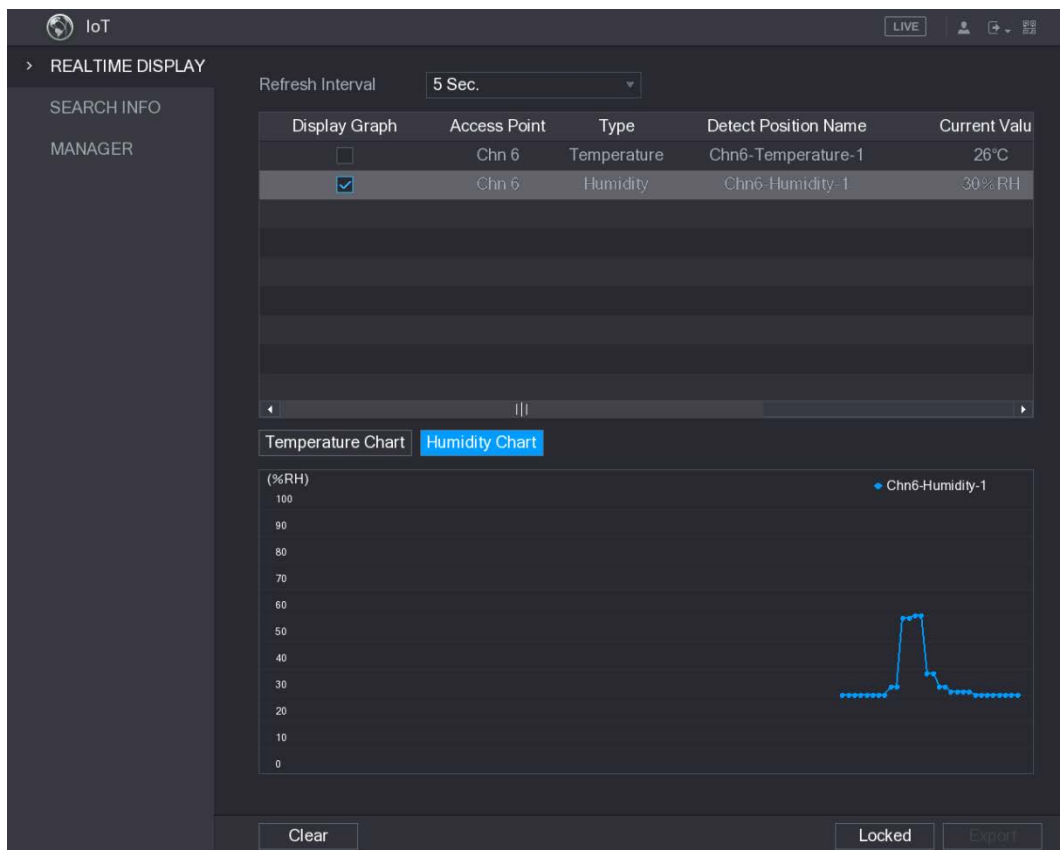 IoT
LIVE
REALTIME DISPLAY
SEARCH INFO
MANAGER
Refresh Interval 5 Sec.
Display Graph Access Point Type Detect Position Name Current Valu
Chn 6 Temperature Chn6-Temperature-1 26°C
Chn 6 Humidity Chn6-Humidity-1 30%RH
Temperature Chart Humidity Chart
(%RH)
Chn6-Humidity-1
100
90
80
70
60
50
40
30
20
10
0
Clear Locked Export